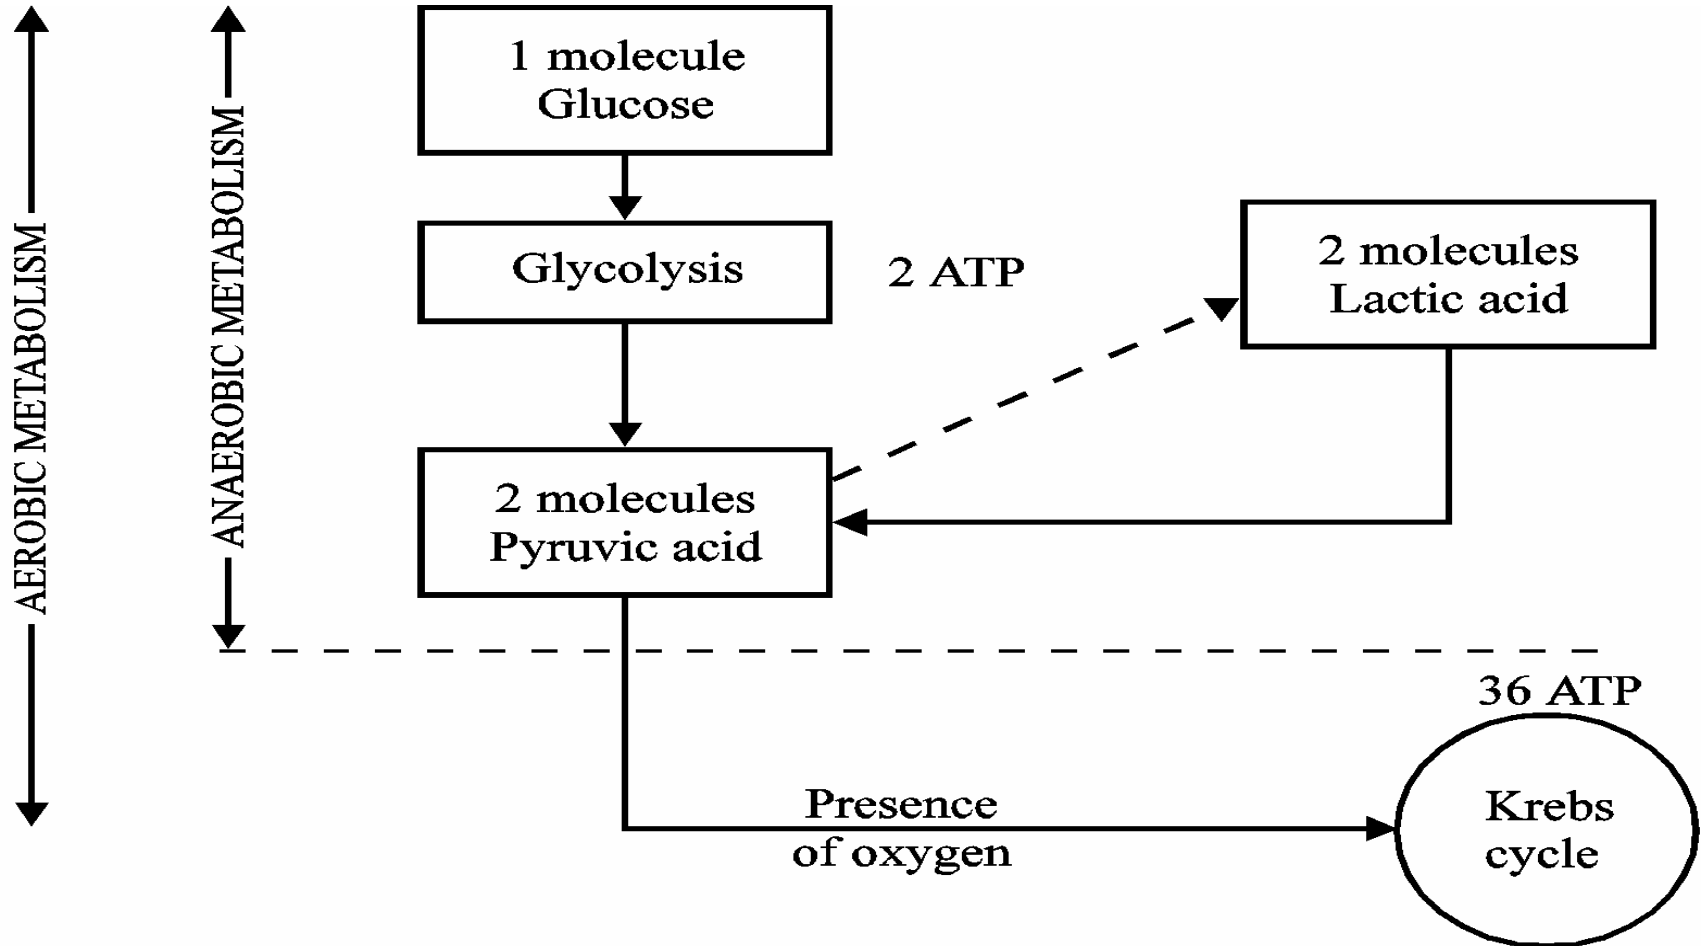 AEROBIC METABOLISM
ANAEROBIC METABOLISM
1 molecule
Glucose
Glycolysis
2 ATP
2 molecules
Lactic acid
2 molecules
Pyruvic acid
36 ATP
Presence
of oxygen
Krebs
cycle